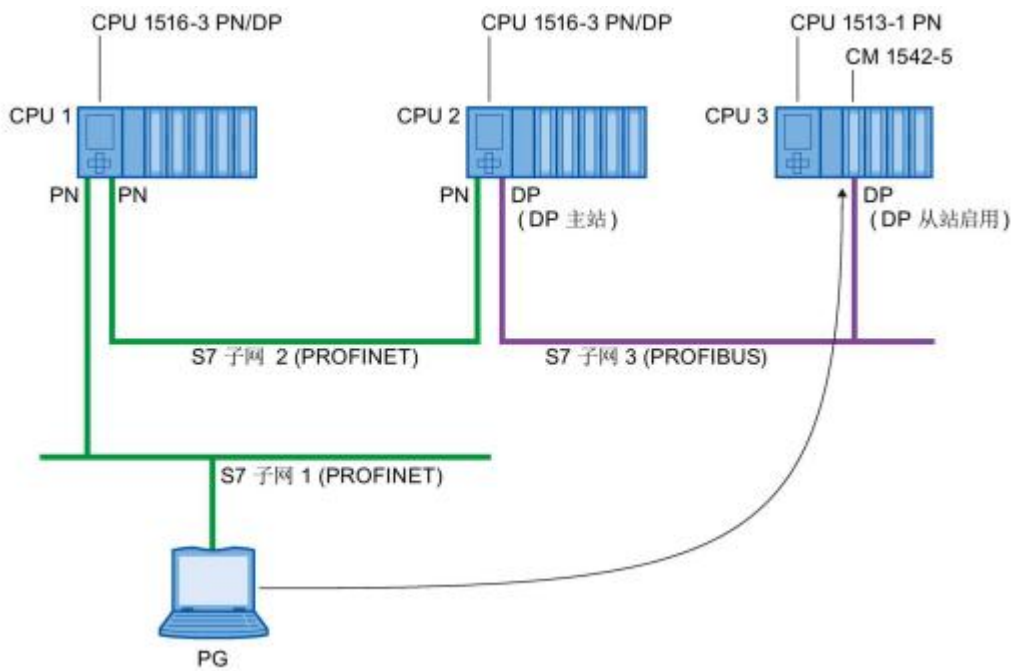 CPU 1516-3 PN/DP
CPU 1516-3 PN/DP
CPU 1513-1 PN
CM 1542-5
CPU 1
CPU 2
CPU 3
PN
PN
PN
DP
(DP 主站)
DP
(DP 从站启用)
S7 子网 2 (PROFINET)
S7 子网 3 (PROFIBUS)
S7 子网 1 (PROFINET)
PG